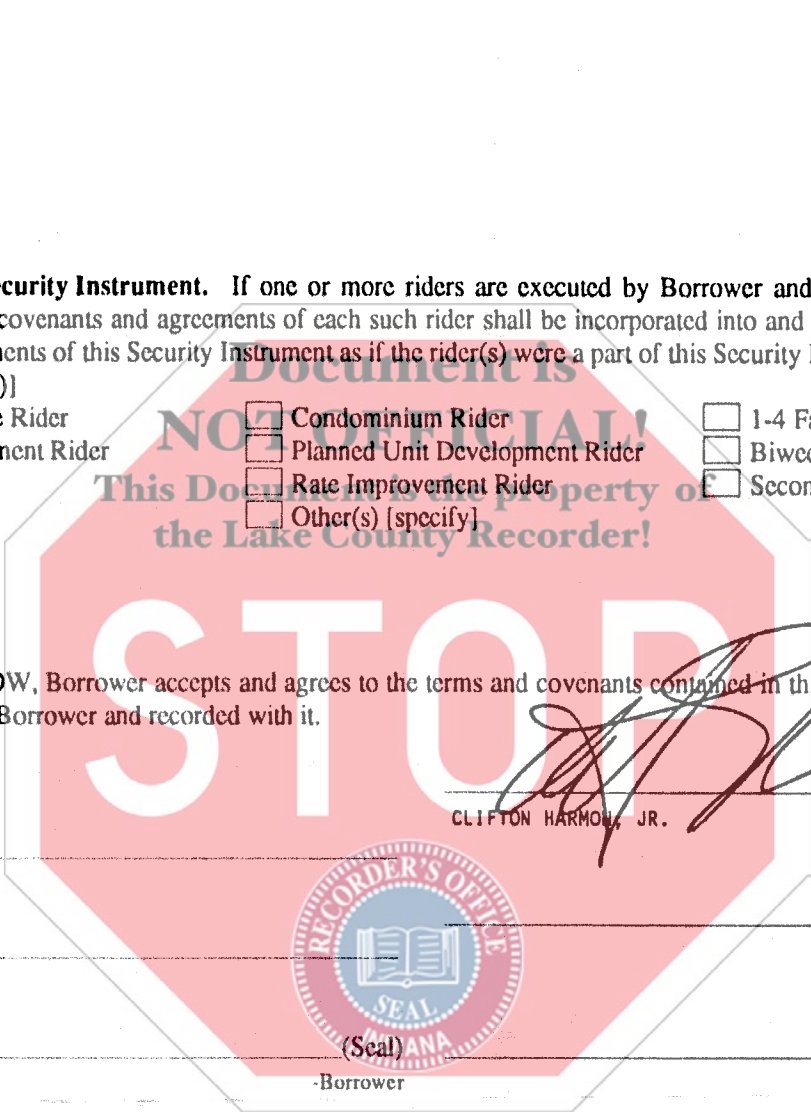 curity Instrument. If one or more riders are executed by Borrower and
covenants and agreements of each such rider shall be incorporated into and
ents of this Security Instrument as if the rider(s) were a part of this Security
)]
Rider
Condominium Rider
1-4 Fa
ment Rider
Planned Unit Development Rider
Biwee
Rate Improvement Rider
Secon
Other(s) [specify]
Document is
NOT OFFICIAL!
This Document is the property of
the Lake County Recorder!
STOP
OW, Borrower accepts and agrees to the terms and covenants contained in th
Borrower and recorded with it.
CLIFTON HARMON, JR.
RECORDER'S OFFICE
SEAL
INDIANA
(Seal)
-Borrower